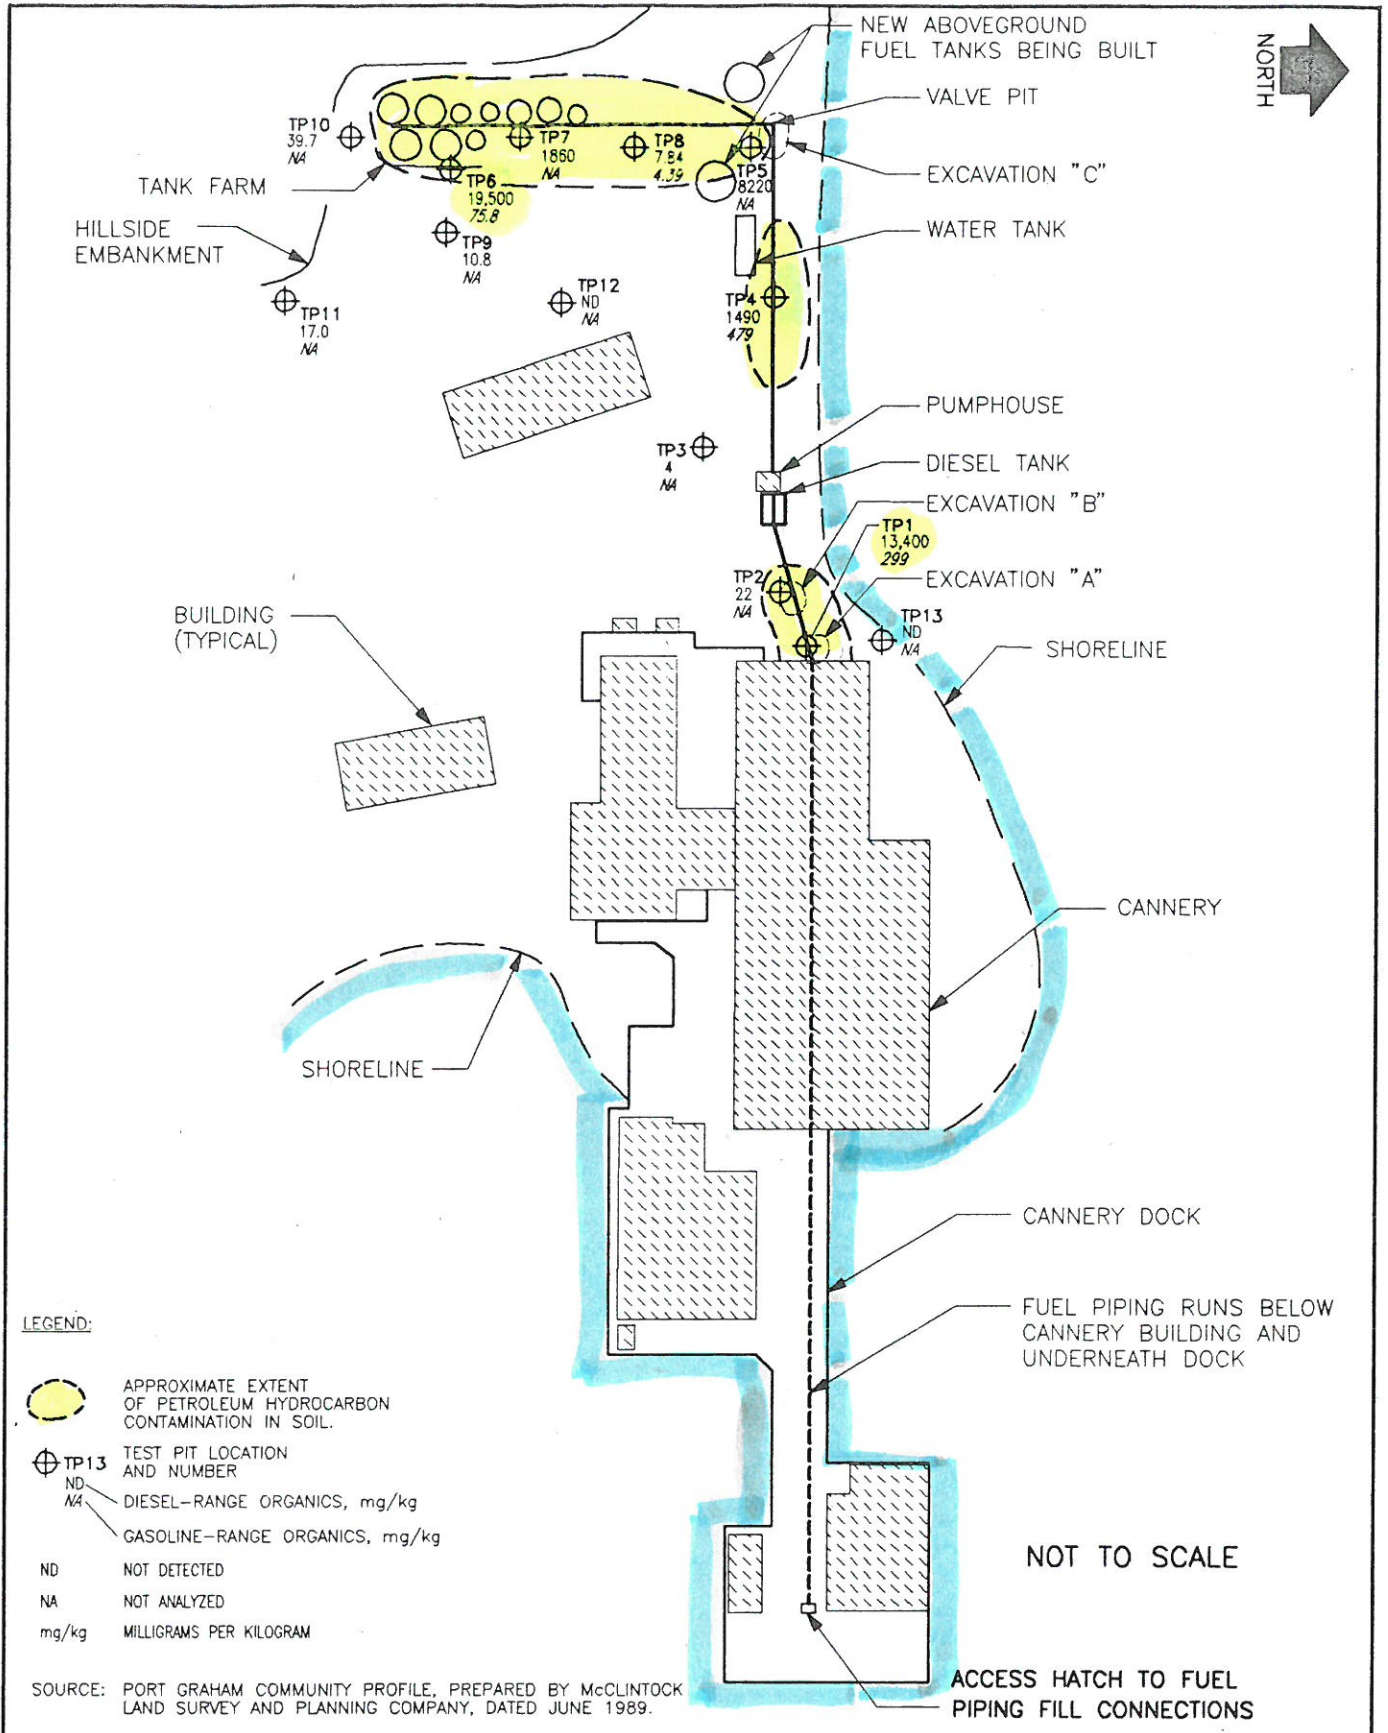 NEW ABOVEGROUND
FUEL TANKS BEING BUILT
NORTH
VALVE PIT
TP10
39.7
NA
TP7
1860
NA
TP8
7.84
4.39
TP5
8220
NA
EXCAVATION "C"
TANK FARM
TP6
19,500
75.8
HILLSIDE
EMBANKMENT
TP9
10.8
NA
WATER TANK
TP11
17.0
NA
TP12
ND
NA
TP4
1490
479
PUMPHOUSE
TP3
4
NA
DIESEL TANK
EXCAVATION "B"
TP1
13,400
299
TP2
22
NA
EXCAVATION "A"
TP13
ND
NA
BUILDING
(TYPICAL)
SHORELINE
CANNERY
SHORELINE
CANNERY DOCK
FUEL PIPING RUNS BELOW
CANNERY BUILDING AND
UNDERNEATH DOCK
LEGEND:
APPROXIMATE EXTENT
OF PETROLEUM HYDROCARBON
CONTAMINATION IN SOIL.
TP13
ND
NA
TEST PIT LOCATION
AND NUMBER
DIESEL-RANGE ORGANICS, mg/kg
GASOLINE-RANGE ORGANICS, mg/kg
ND NOT DETECTED
NA NOT ANALYZED
mg/kg MILLIGRAMS PER KILOGRAM
NOT TO SCALE
SOURCE: PORT GRAHAM COMMUNITY PROFILE, PREPARED BY McCLINTOCK
LAND SURVEY AND PLANNING COMPANY, DATED JUNE 1989.
ACCESS HATCH TO FUEL
PIPING FILL CONNECTIONS